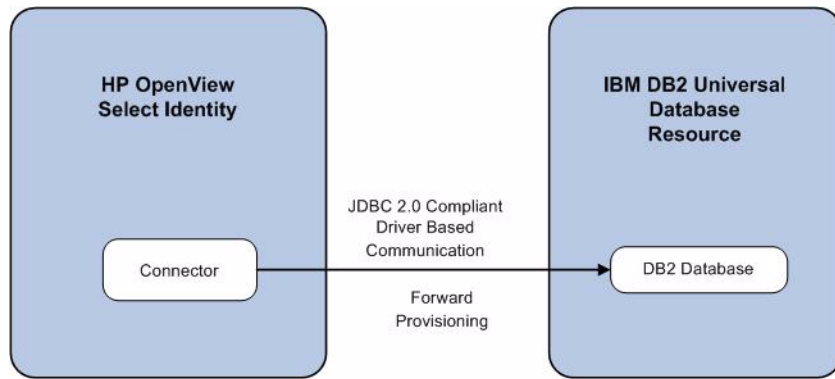 HP OpenView
Select Identity
IBM DB2 Universal
Database
Resource
JDBC 2.0 Compliant
Driver Based
Communication
Connector
DB2 Database
Forward
Provisioning